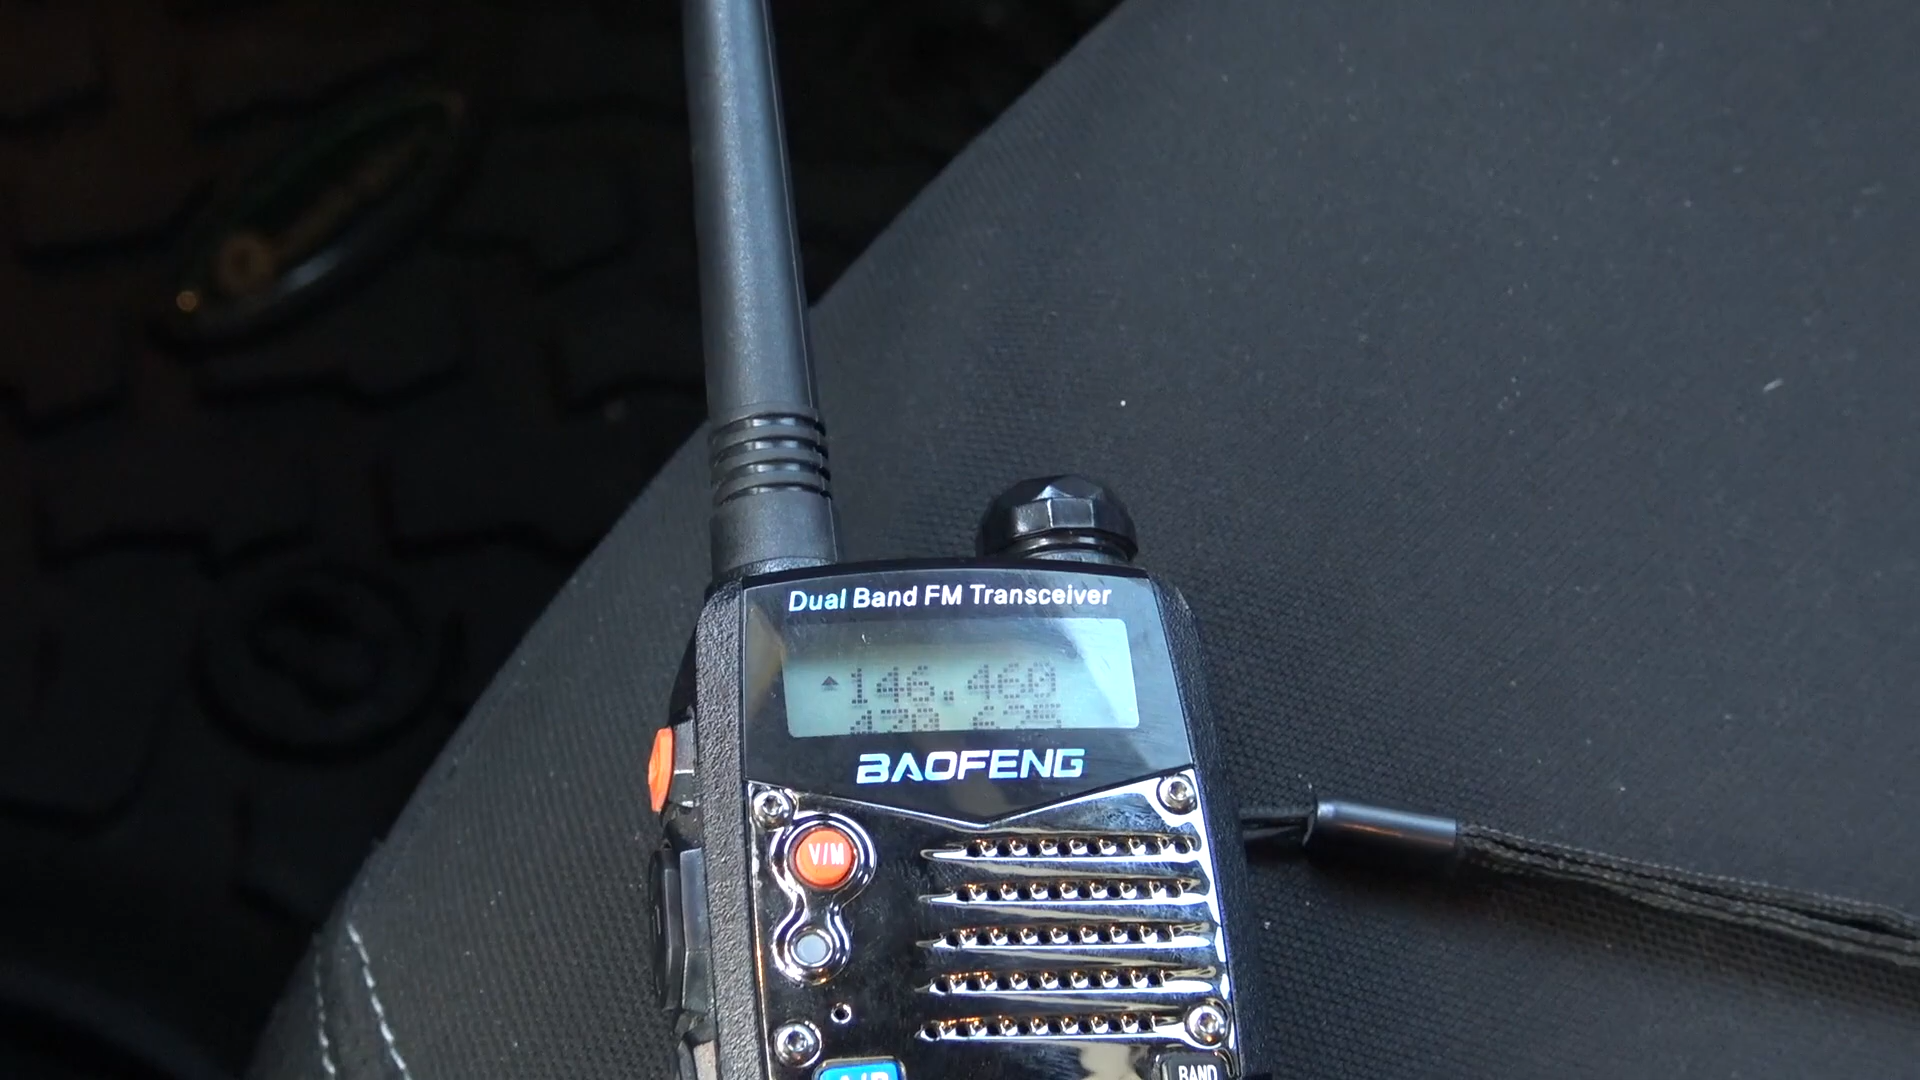 Dual Band FM Transceiver
▲146.460
BAOFENG
V/M
A/B
BAND